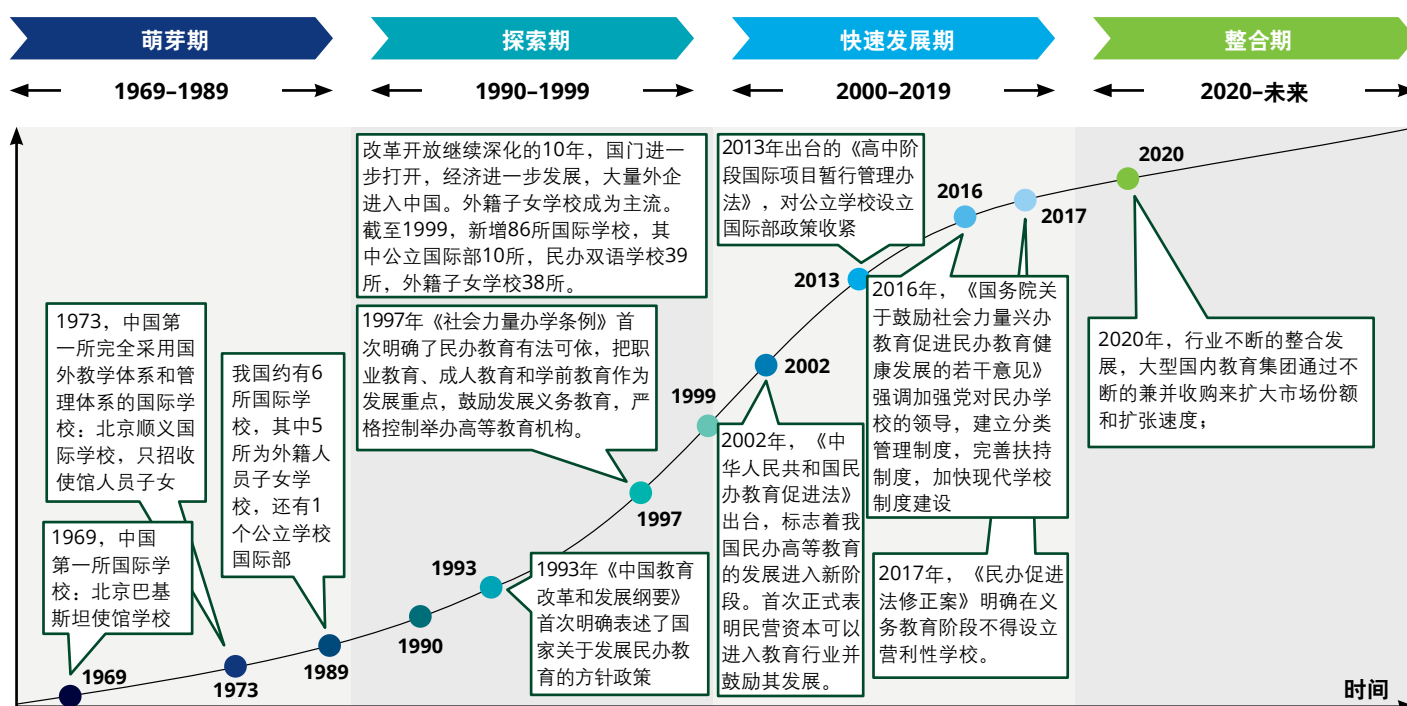 萌芽期
探索期
快速发展期
整合期
1969–1989
1990–1999
2000–2019
2020–未来
1969，中国
第一所国际学
校：北京巴基
斯坦使馆学校
1969
1973，中国第
一所完全采用国
外教学体系和管
理体系的国际学
校：北京顺义国
际学校，只招收
使馆人员子女
1973
我国约有6
所国际学
校，其中5
所为外籍人
员子女学
校，还有1
个公立学校
国际部
1989
改革开放继续深化的10年，国门进一
步打开，经济进一步发展，大量外企
进入中国。外籍子女学校成为主流。
截至1999，新增86所国际学校，其
中公立国际部10所，民办双语学校39
所，外籍子女学校38所。
1990
1993
1993年《中国教育
改革和发展纲要》
首次明确表述了国
家关于发展民办教
育的方针政策
1997年《社会力量办学条例》首
次明确了民办教育有法可依，把职
业教育、成人教育和学前教育作为
发展重点，鼓励发展义务教育，严
格控制举办高等教育机构。
1997
1999
2002
2002年，《中
华人民共和国民
办教育促进法》
出台，标志着我
国民办高等教育
的发展进入新阶
段。首次正式表
明民营资本可以
进入教育行业并
鼓励其发展。
2013年出台的《高中阶
段国际项目暂行管理办
法》，对公立学校设立
国际部政策收紧
2013
2016
2016年，《国务院关
于鼓励社会力量兴办
教育促进民办教育健
康发展的若干意见》
强调加强党对民办学
校的领导，建立分类
管理制度，完善扶持
制度，加快现代学校
制度建设
2017
2017年，《民办促进
法修正案》明确在义
务教育阶段不得设立
营利性学校。
2020
2020年，行业不断的整合发
展，大型国内教育集团通过不
断的兼并收购来扩大市场份额
和扩张速度；
时间